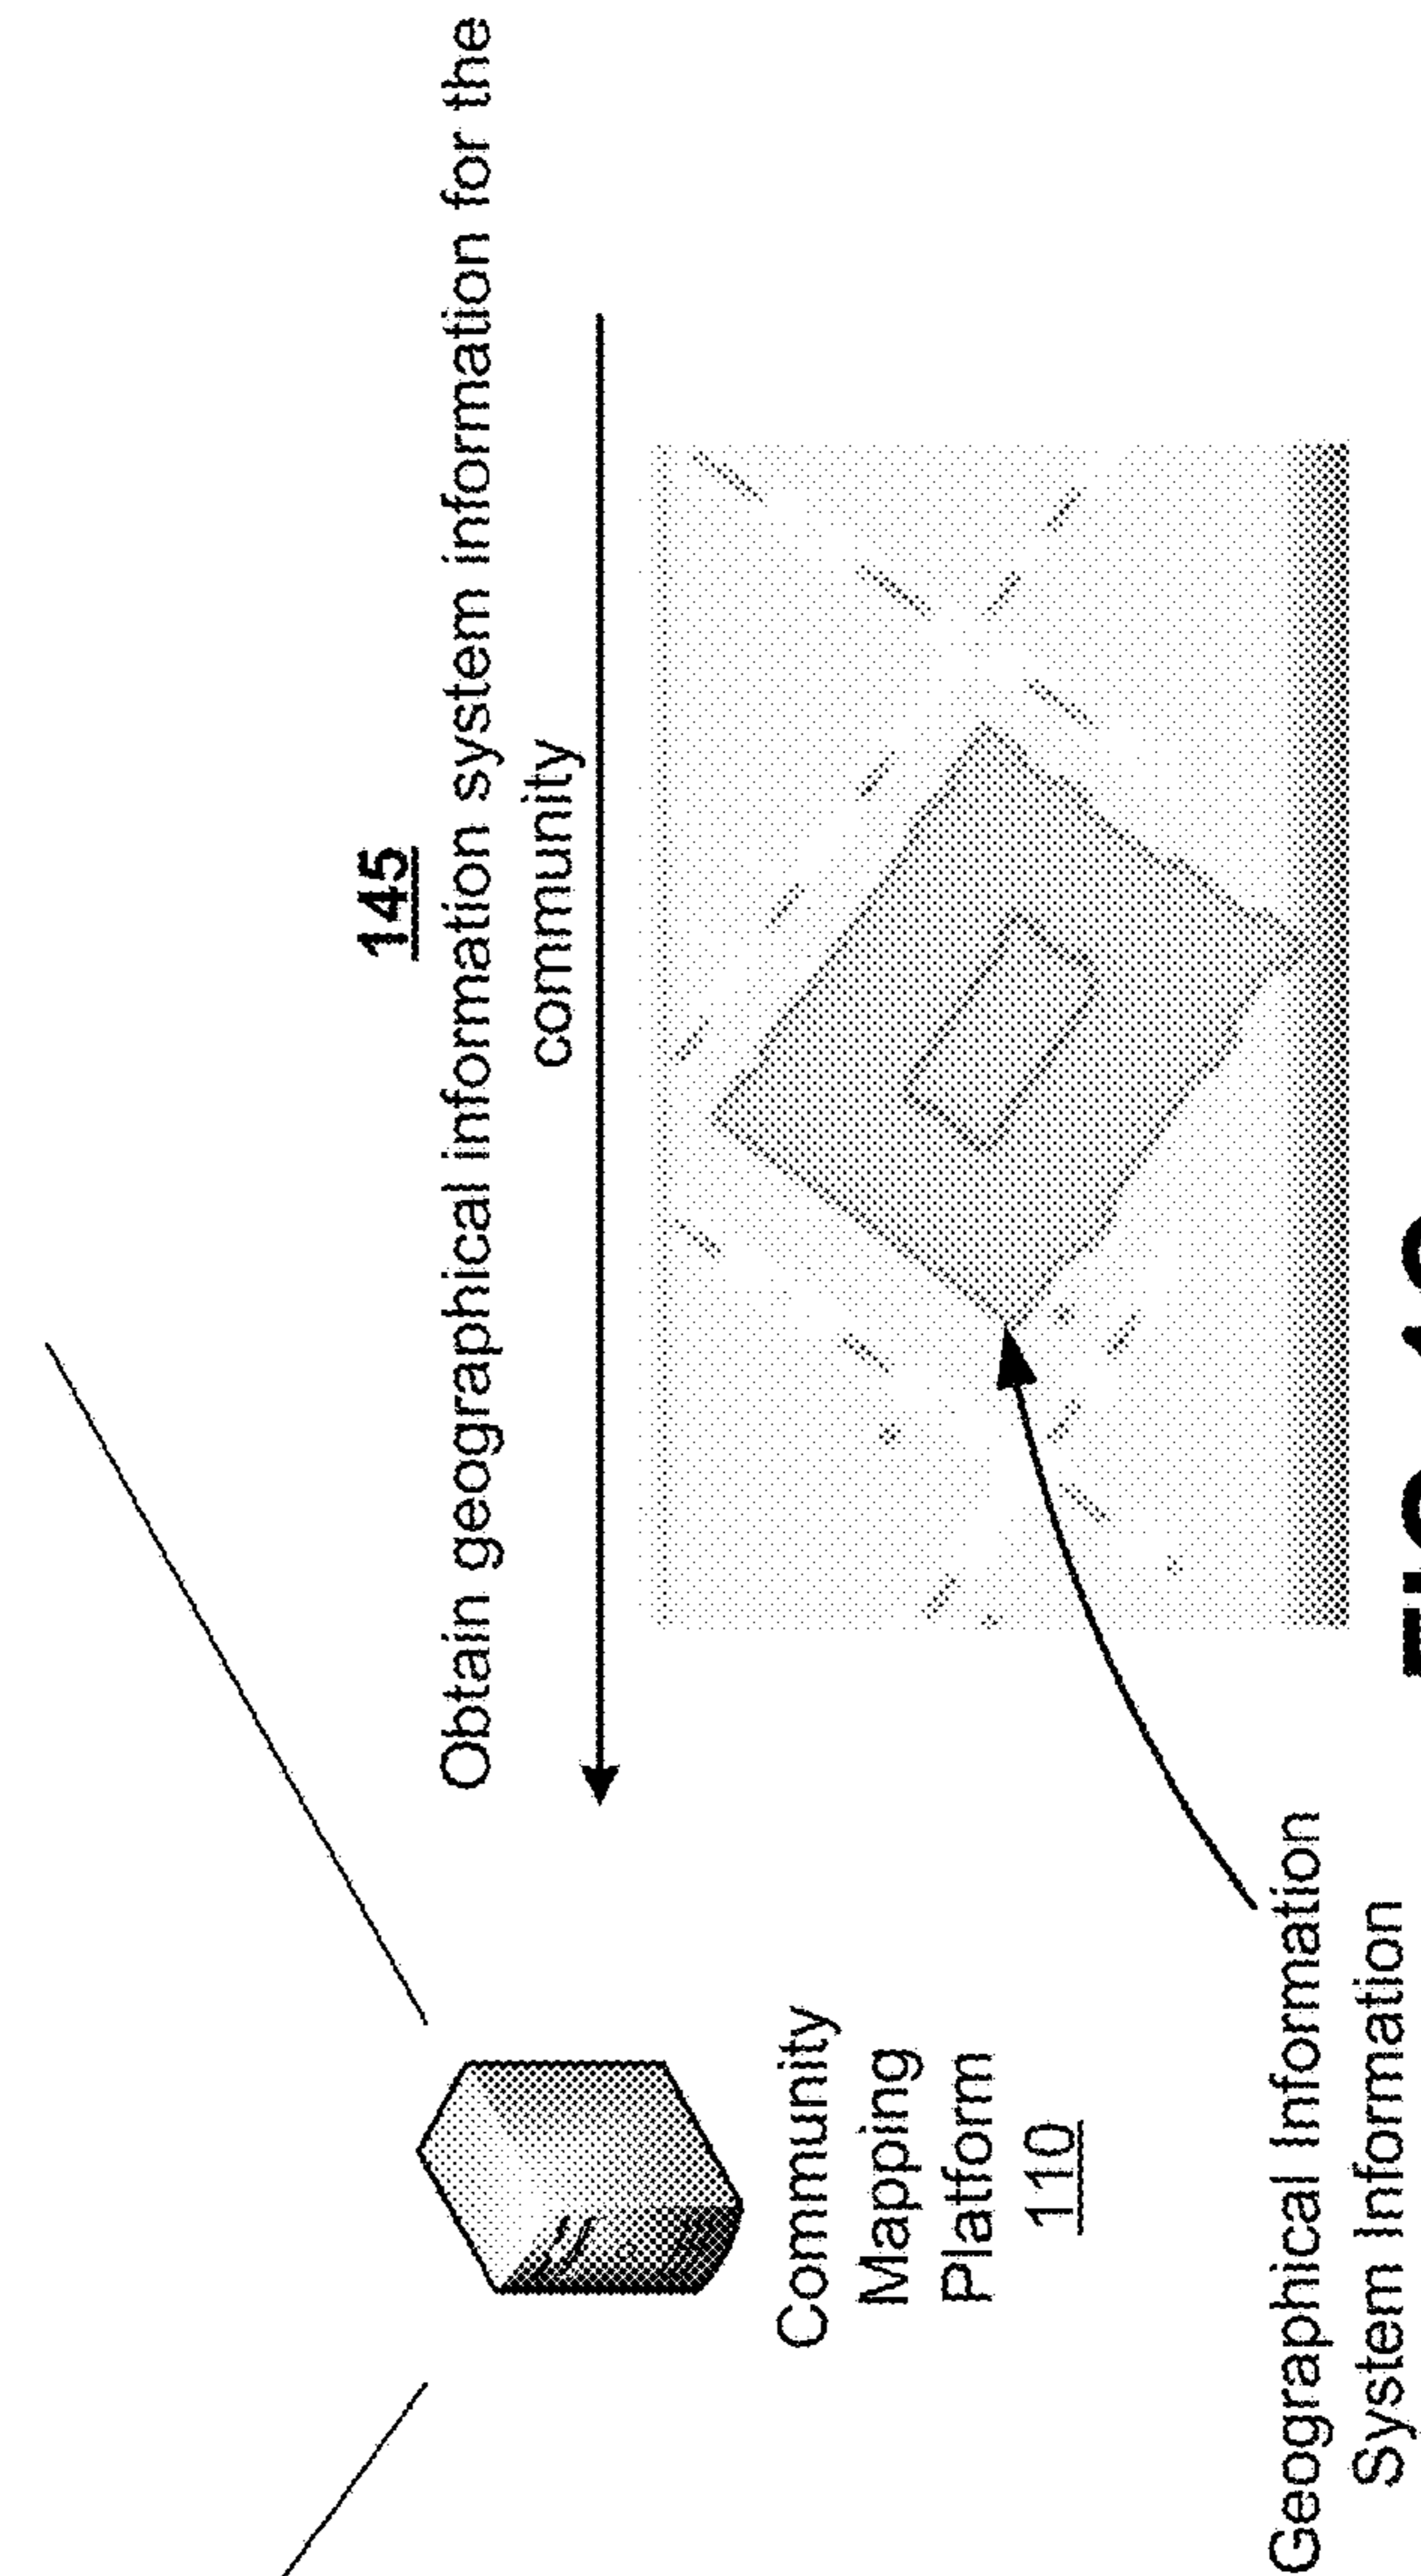 145
Obtain geographical information system information for the
community
Community
Mapping
Platform
110
Geographical Information
System Information